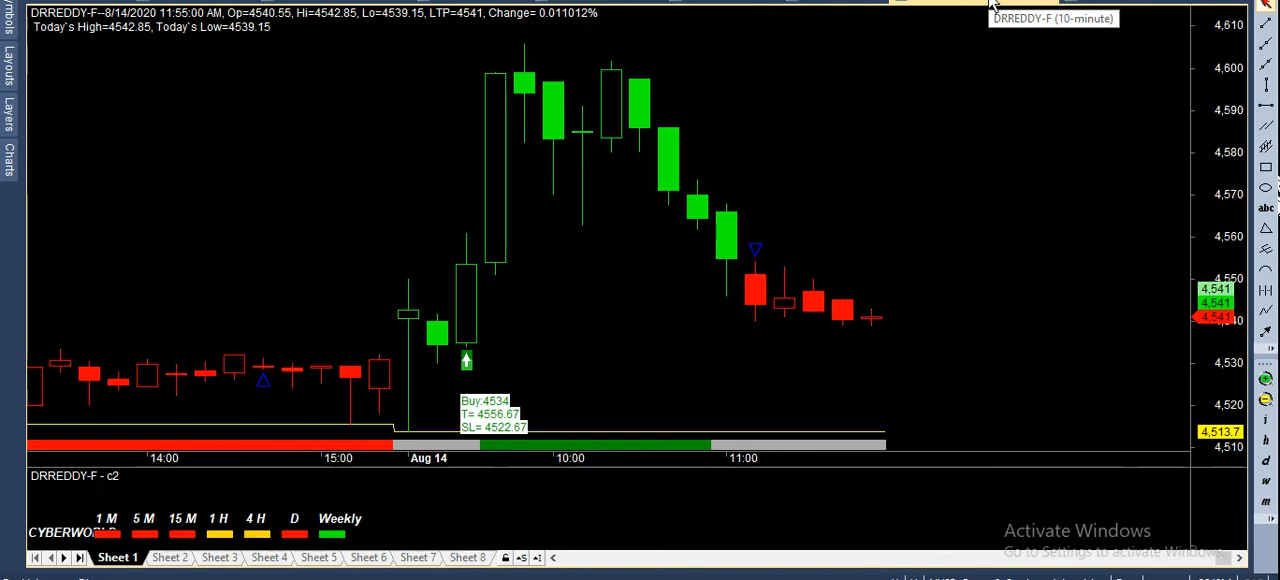 DRREDDY-F--8/14/2020 11:55:00 AM, Op=4540.55, Hi=4542.85, Lo=4539.15, LTP=4541, Change= 0.011012%
Today's High=4542.85, Today's Low=4539.15
DRREDDY-F (10-minute)
Layouts
Layers
Charts
4,610
4,600
4,590
4,580
4,570
4,560
4,550
4,541
4,541
4,541
4,530
4,520
4,513.7
4,510
abc
i
h
d
w
m
Buy:4534
T= 4556.67
SL= 4522.67
14:00 15:00 Aug 14 10:00 11:00
DRREDDY-F - c2
1 M 5 M 15 M 1 H 4 H D Weekly
Activate Windows
Go to Settings to activate Windows.
Sheet 1 Sheet 2 Sheet 3 Sheet 4 Sheet 5 Sheet 6 Sheet 7 Sheet 8